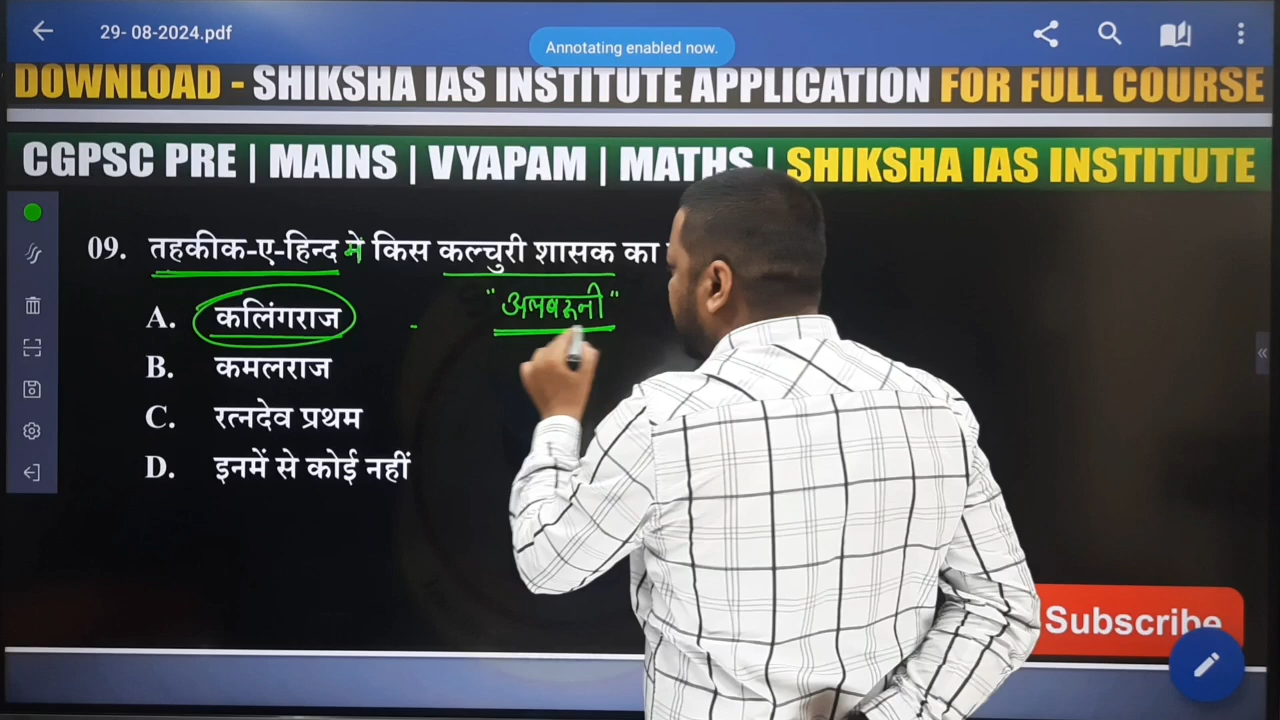 29- 08-2024.pdf
Annotating enabled now.
DOWNLOAD - SHIKSHA IAS INSTITUTE APPLICATION FOR FULL COURSE
CGPSC PRE | MAINS | VYAPAM | MATHS | SHIKSHA IAS INSTITUTE
09. तहकीक-ए-हिन्द में किस कल्चुरी शासक का
"अलबरूनी"
A. कलिंगराज
B. कमलराज
C. रत्नदेव प्रथम
D. इनमें से कोई नहीं
Subscribe